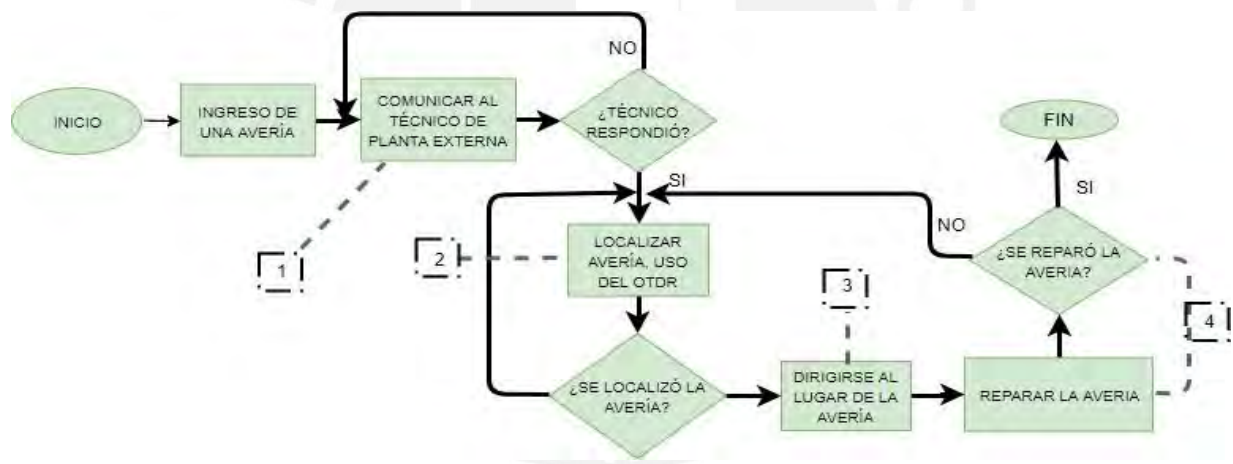 INICIO
INGRESO DE
UNA AVERÍA
COMUNICAR AL
TÉCNICO DE
PLANTA EXTERNA
NO
¿TÉCNICO
RESPONDIÓ?
SI
1
2
LOCALIZAR
AVERÍA, USO
DEL OTDR
¿SE LOCALIZÓ LA
AVERÍA?
3
DIRIGIRSE AL
LUGAR DE LA
AVERÍA
REPARAR LA AVERIA
4
¿SE REPARÓ LA
AVERIA?
NO
SI
FIN